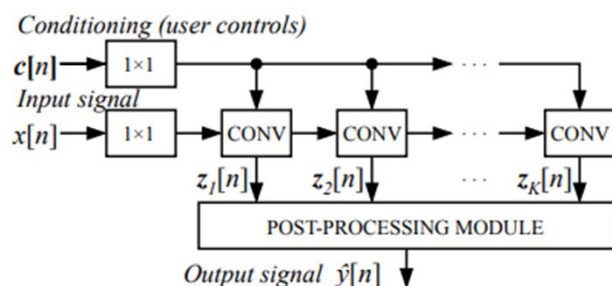 Conditioning (user controls)
c[n] 1×1 · · ·
Input signal
x[n] 1×1 CONV CONV · · · CONV
z1[n] z2[n] · · · zK[n]
POST-PROCESSING MODULE
Output signal ŷ[n]